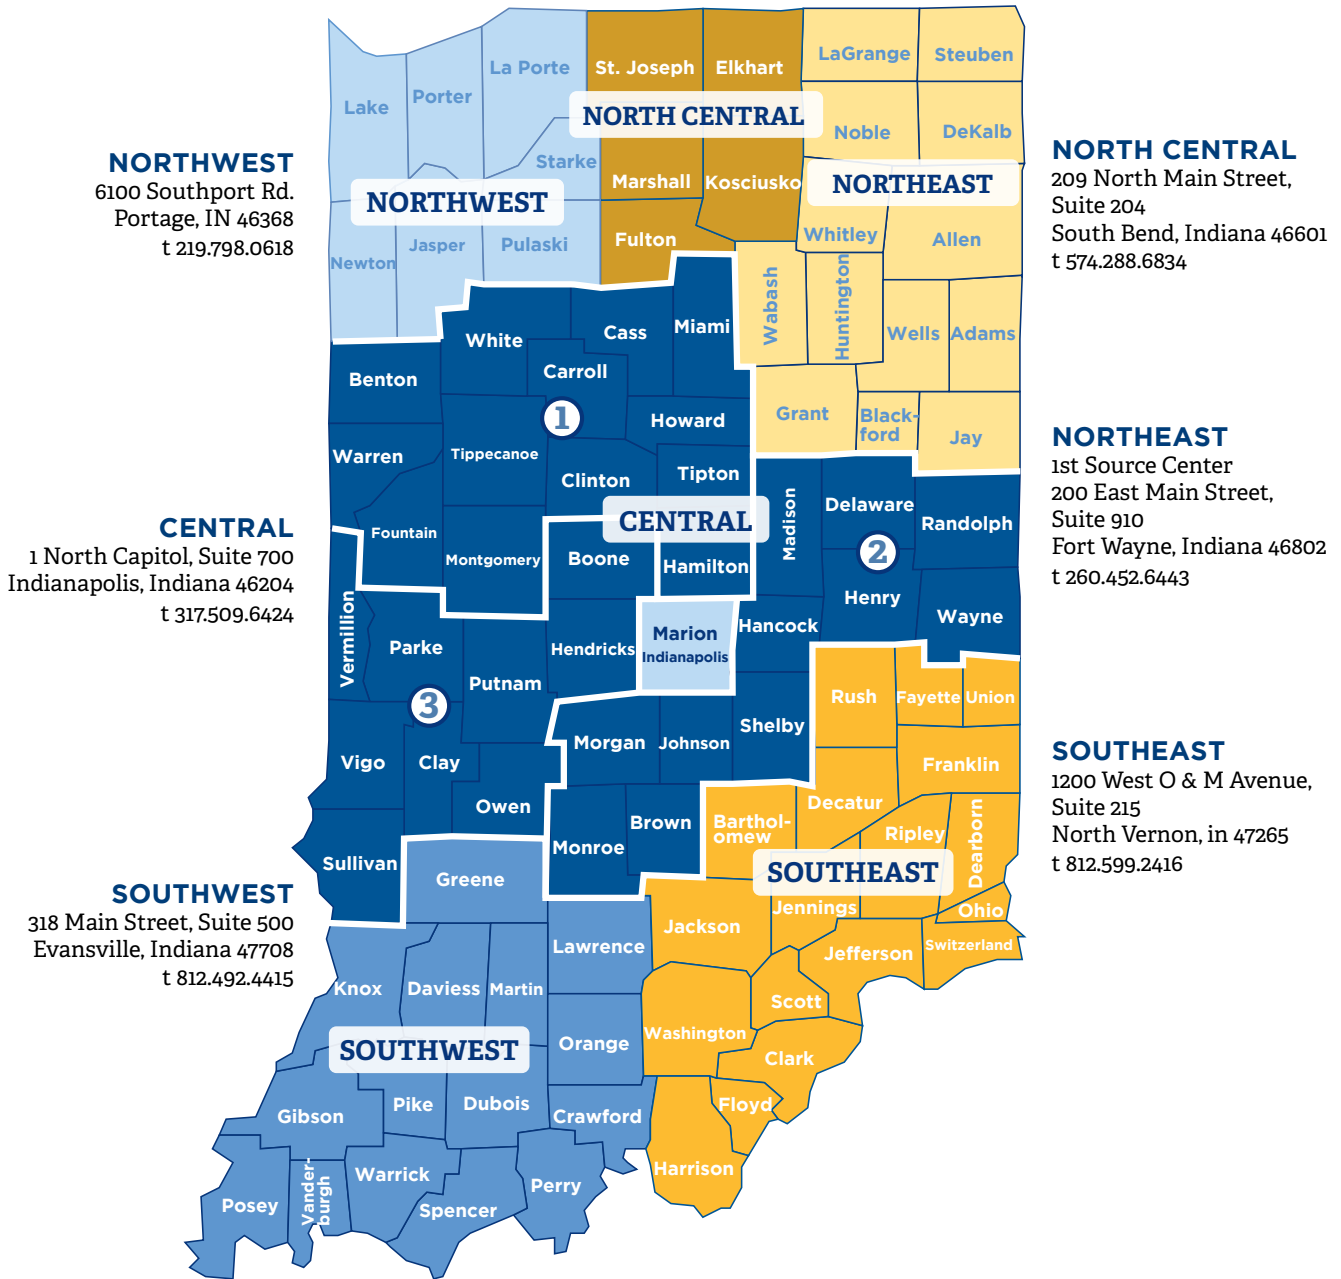 NORTHWEST
6100 Southport Rd.
Portage, IN 46368
t 219.798.0618
CENTRAL
1 North Capitol, Suite 700
Indianapolis, Indiana 46204
t 317.509.6424
SOUTHWEST
318 Main Street, Suite 500
Evansville, Indiana 47708
t 812.492.4415
La Porte
St. Joseph
Elkhart
LaGrange
Steuben
Lake
Porter
NORTH CENTRAL
Noble
DeKalb
Starke
Marshall
Kosciusko
NORTHEAST
NORTHWEST
Newton
Jasper
Pulaski
Fulton
Whitley
Allen
Wabash
Huntington
White
Cass
Miami
Wells
Adams
Benton
Carroll
1
Howard
Grant
Black-
ford
Jay
Warren
Tippecanoe
Clinton
Tipton
CENTRAL
Madison
Delaware
Randolph
Fountain
Montgomery
Boone
Hamilton
2
Henry
Wayne
Vermillion
Parke
Putnam
Hendricks
Marion
Indianapolis
Hancock
3
Rush
Fayette
Union
Vigo
Clay
Morgan
Johnson
Shelby
Franklin
Owen
Brown
Monroe
Barthol-
omew
Decatur
Ripley
Dearborn
Sullivan
Greene
SOUTHEAST
Jennings
Ohio
Jackson
Lawrence
Jefferson
Switzerland
Knox
Daviess
Martin
Scott
SOUTHWEST
Orange
Washington
Clark
Gibson
Pike
Dubois
Crawford
Floyd
Harrison
Posey
Vander-
burgh
Warrick
Spencer
Perry
NORTH CENTRAL
209 North Main Street,
Suite 204
South Bend, Indiana 46601
t 574.288.6834
NORTHEAST
1st Source Center
200 East Main Street,
Suite 910
Fort Wayne, Indiana 46802
t 260.452.6443
SOUTHEAST
1200 West O & M Avenue,
Suite 215
North Vernon, in 47265
t 812.599.2416